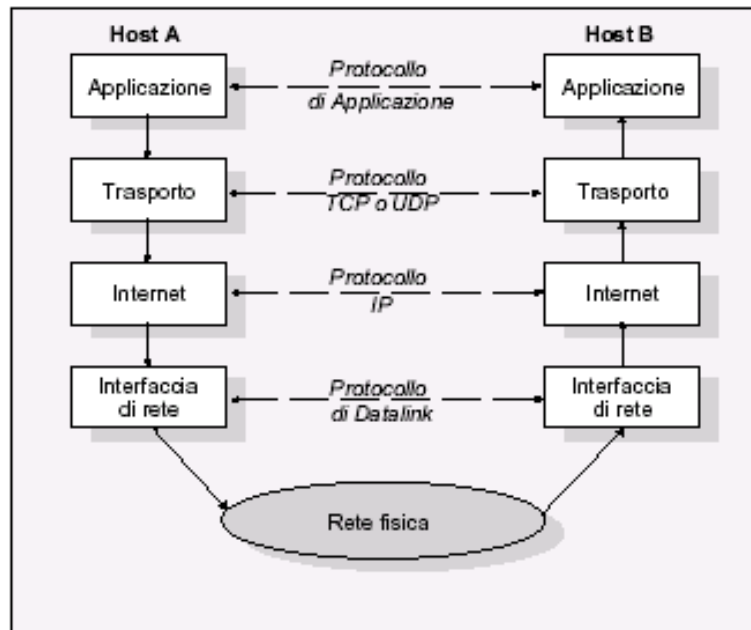 Host A
Host B
Applicazione
Protocollo
di Applicazione
Applicazione
Trasporto
Protocollo
TCP o UDP
Trasporto
Internet
Protocollo
IP
Internet
Interfaccia
di rete
Protocollo
di Datalink
Interfaccia
di rete
Rete fisica